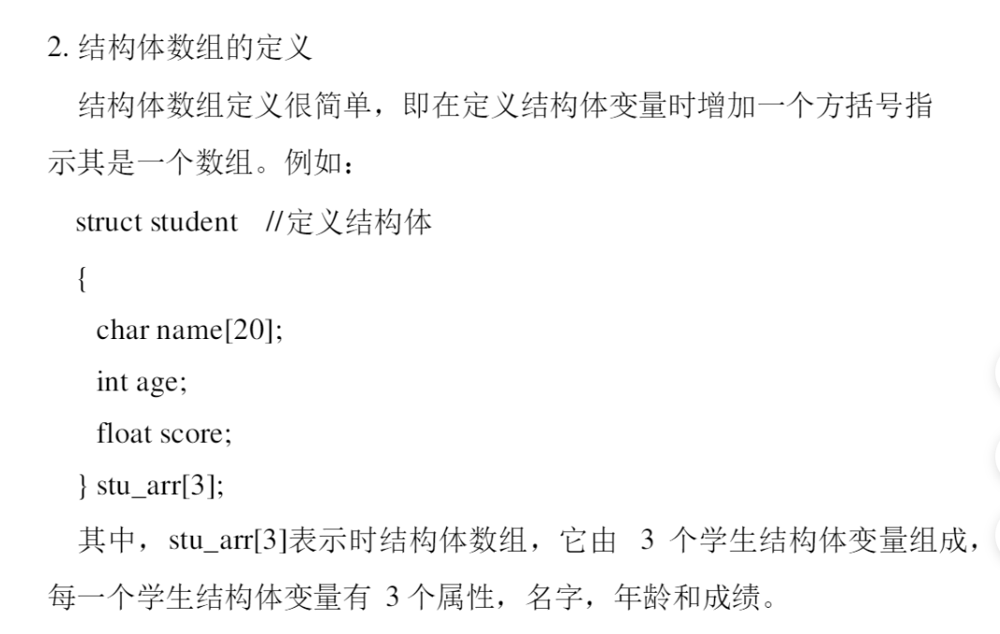 2. 结构体数组的定义
结构体数组定义很简单，即在定义结构体变量时增加一个方括号指
示其是一个数组。例如：
struct student //定义结构体
{
char name[20];
int age;
float score;
} stu_arr[3];
其中，stu_arr[3]表示时结构体数组，它由 3 个学生结构体变量组成，
每一个学生结构体变量有 3 个属性，名字，年龄和成绩。